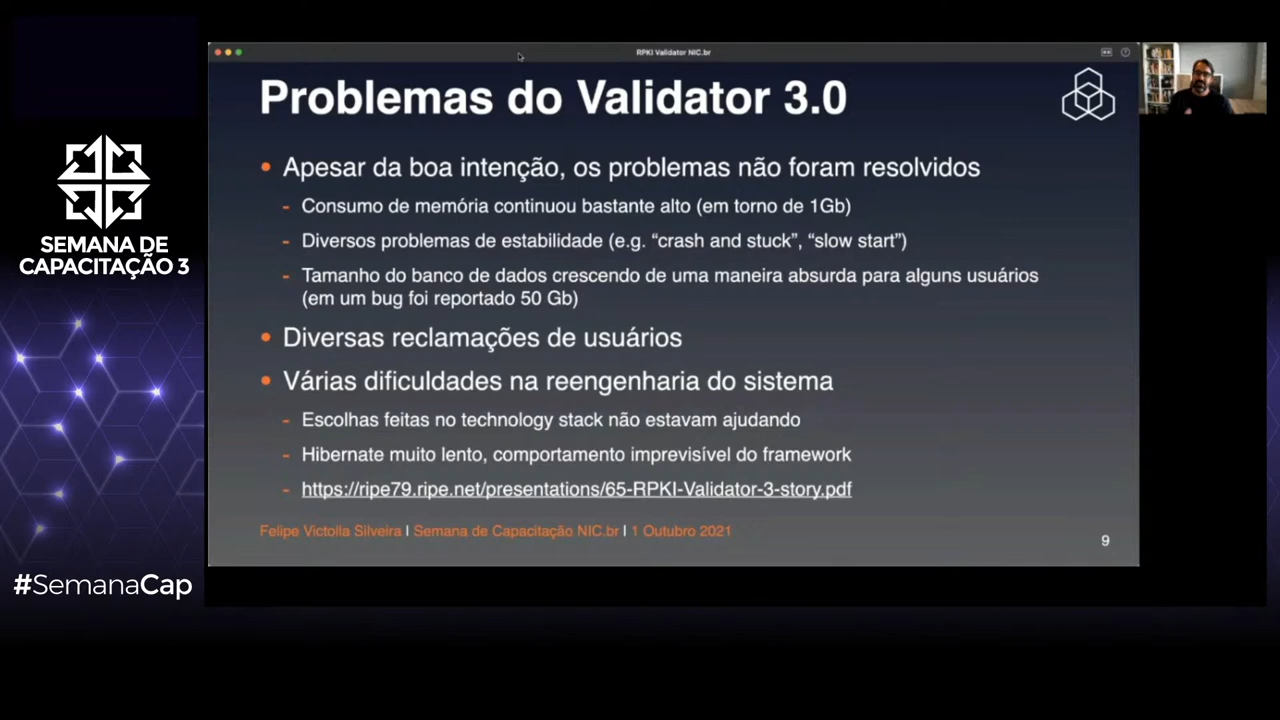 RPKI Validator NIC.br
Problemas do Validator 3.0
• Apesar da boa intenção, os problemas não foram resolvidos
- Consumo de memória continuou bastante alto (em torno de 1Gb)
- Diversos problemas de estabilidade (e.g. “crash and stuck”, “slow start”)
- Tamanho do banco de dados crescendo de uma maneira absurda para alguns usuários
(em um bug foi reportado 50 Gb)
• Diversas reclamações de usuários
• Várias dificuldades na reengenharia do sistema
- Escolhas feitas no technology stack não estavam ajudando
- Hibernate muito lento, comportamento imprevisível do framework
- https://ripe79.ripe.net/presentations/65-RPKI-Validator-3-story.pdf
Felipe Victolla Silveira | Semana de Capacitação NIC.br | 1 Outubro 2021
9
SEMANA DE
CAPACITAÇÃO 3
#SemanaCap